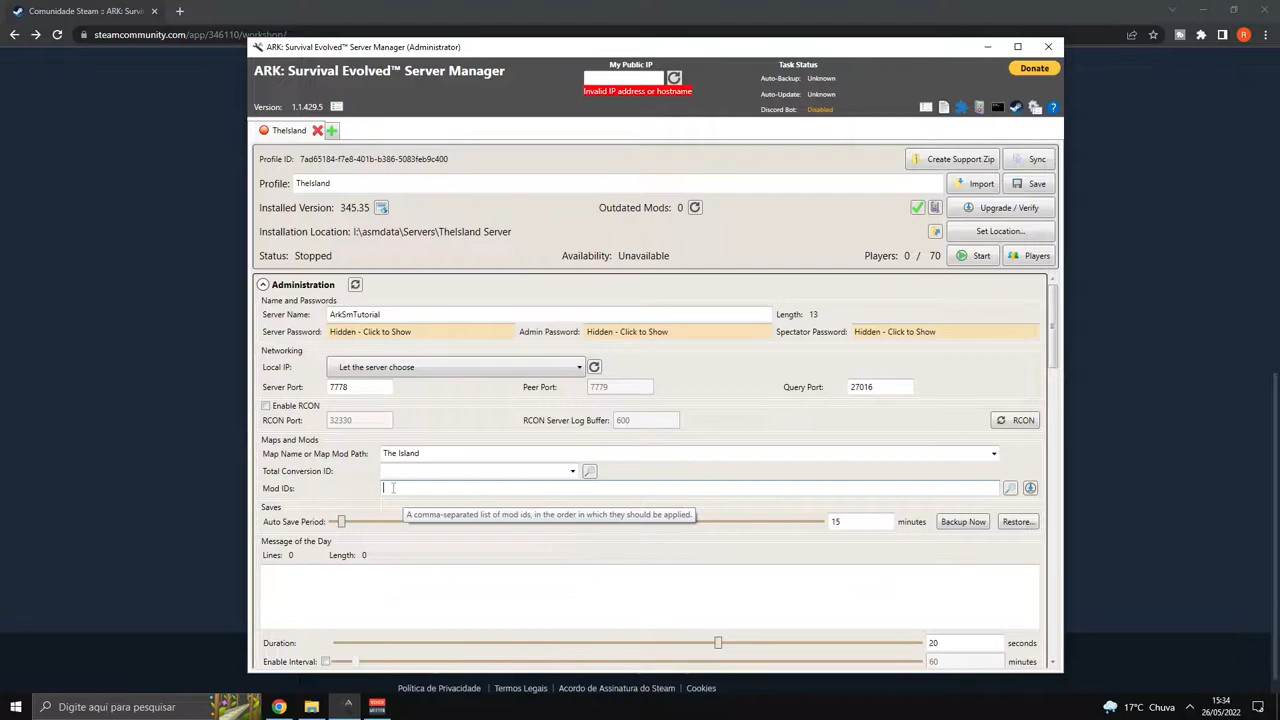 Comunidade Steam :: ARK: Survi
steamcommunity.com/app/346110/workshop/
ARK: Survival Evolved™ Server Manager (Administrator)
ARK: Survival Evolved™ Server Manager
My Public IP
Invalid IP address or hostname
Task Status
Auto-Backup: Unknown
Auto-Update: Unknown
Discord Bot: Disabled
Donate
Version: 1.1.429.5
TheIsland
Profile ID: 7ad65184-f7e8-401b-b386-5083feb9c400
Create Support Zip Sync
Profile: TheIsland
Import Save
Installed Version: 345.35 Outdated Mods: 0 Upgrade / Verify
Installation Location: I:\asmdata\Servers\TheIsland Server Set Location...
Status: Stopped Availability: Unavailable Players: 0 / 70 Start Players
Administration
Name and Passwords
Server Name: ArkSmTutorial Length: 13
Server Password: Hidden - Click to Show Admin Password: Hidden - Click to Show Spectator Password: Hidden - Click to Show
Networking
Local IP: Let the server choose
Server Port: 7778 Peer Port: 7779 Query Port: 27016
Enable RCON
RCON Port: 32330 RCON Server Log Buffer: 600 RCON
Maps and Mods
Map Name or Map Mod Path: The Island
Total Conversion ID:
Mod IDs:
A comma-separated list of mod ids, in the order in which they should be applied.
Saves
Auto Save Period: 15 minutes Backup Now Restore...
Message of the Day
Lines: 0 Length: 0
Duration: 20 seconds
Enable Interval: 60 minutes
Política de Privacidade | Termos Legais | Acordo de Assinatura do Steam | Cookies
Digite aqui para pesquisar
17°C Chuva
15:34
26/05/2022